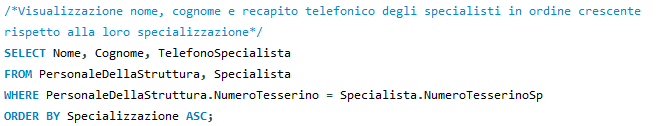 /*Visualizzazione nome, cognome e recapito telefonico degli specialisti in ordine crescente
rispetto alla loro specializzazione*/
SELECT Nome, Cognome, TelefonoSpecialista
FROM PersonaleDellaStruttura, Specialista
WHERE PersonaleDellaStruttura.NumeroTesserino = Specialista.NumeroTesserinoSp
ORDER BY Specializzazione ASC;